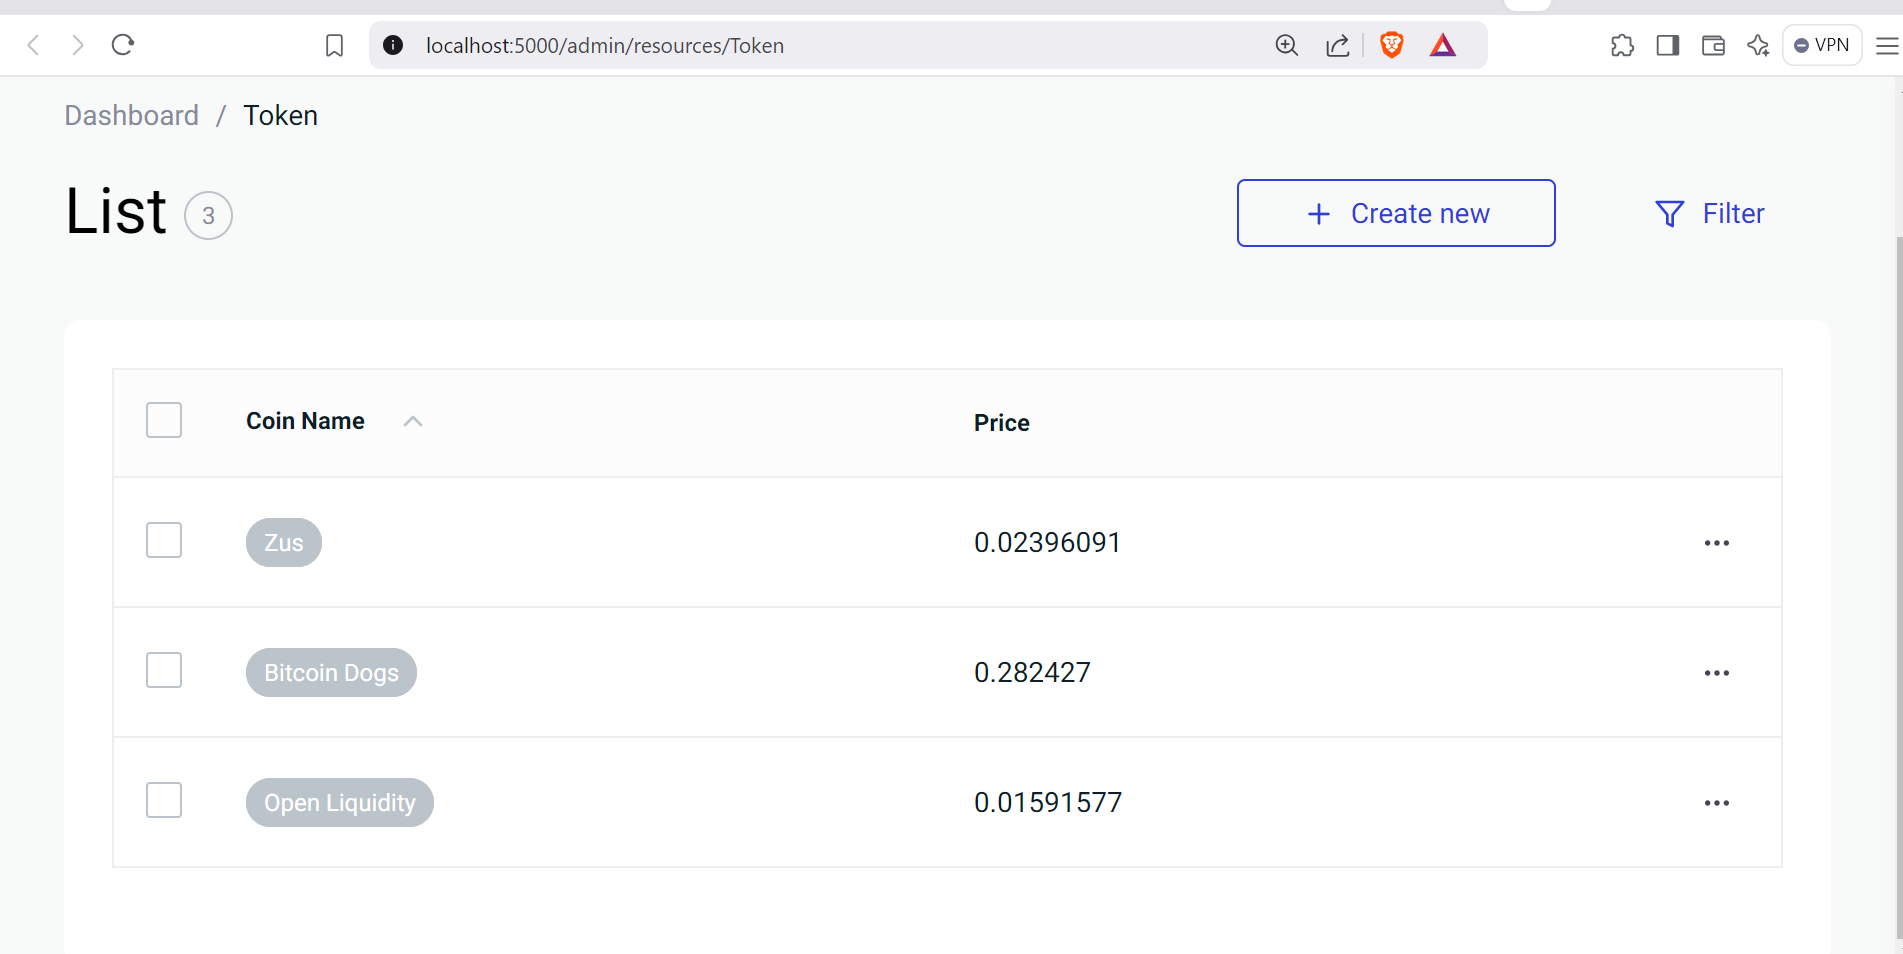 localhost:5000/admin/resources/Token
VPN
Dashboard / Token
List 3
+ Create new
Filter
Coin Name
Price
Zus
0.02396091
Bitcoin Dogs
0.282427
Open Liquidity
0.01591577